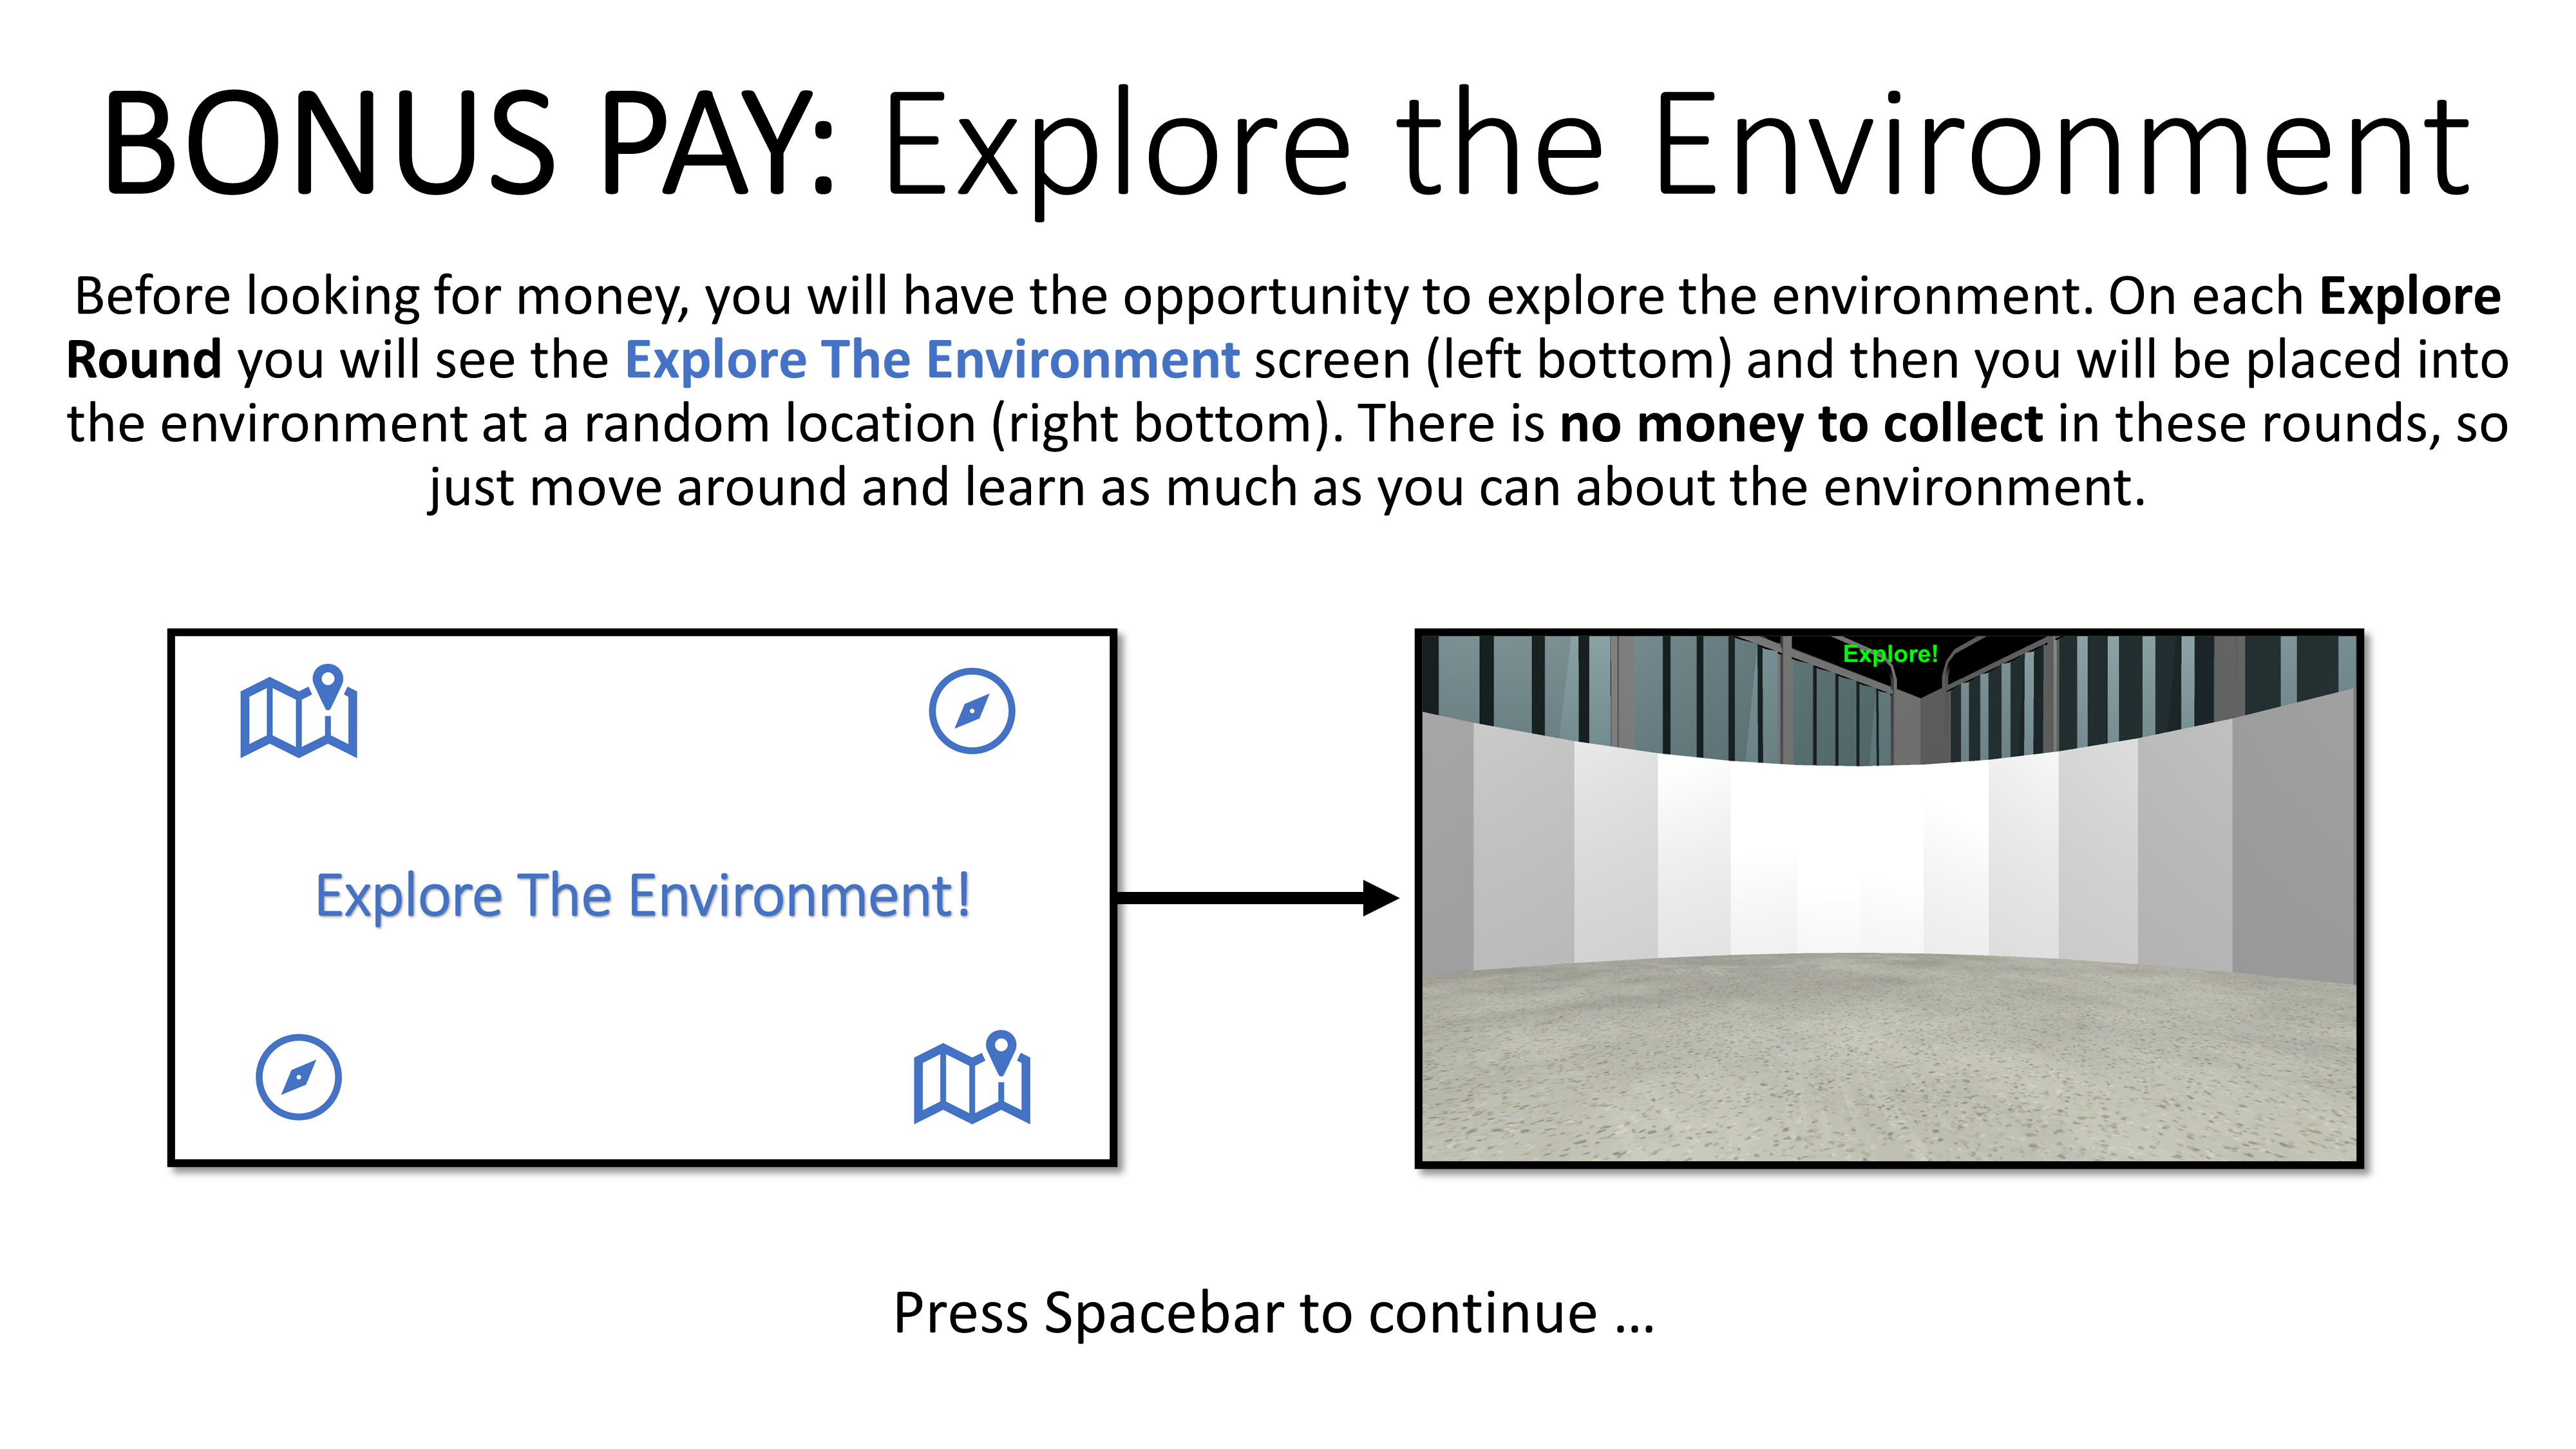 BONUS PAY: Explore the Environment
Before looking for money, you will have the opportunity to explore the environment. On each Explore
Round you will see the Explore The Environment screen (left bottom) and then you will be placed into
the environment at a random location (right bottom). There is no money to collect in these rounds, so
just move around and learn as much as you can about the environment.
Explore The Environment!
Explore!
Press Spacebar to continue ...